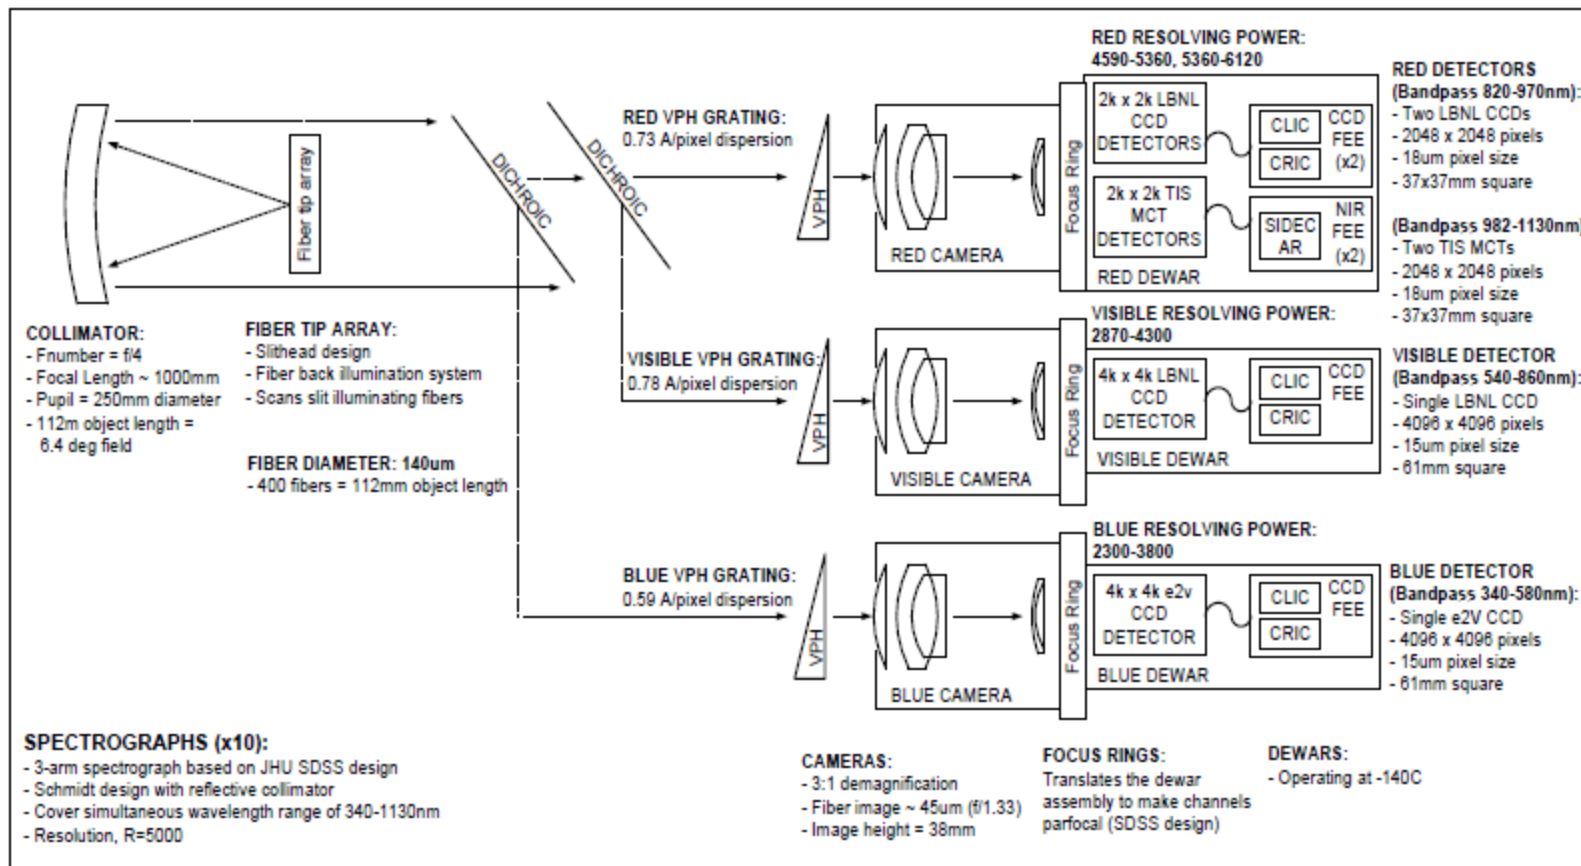 RED RESOLVING POWER:
4590-5360, 5360-6120
RED VPH GRATING:
0.73 A/pixel dispersion
Fiber tip array
DICHROIC
DICHROIC
VPH
RED CAMERA
Focus Ring
2k x 2k LBNL
CCD
DETECTORS
2k x 2k TIS
MCT
DETECTORS
RED DEWAR
CLIC
CRIC
CCD
FEE
(x2)
SIDEC
AR
NIR
FEE
(x2)
RED DETECTORS
(Bandpass 820-970nm):
- Two LBNL CCDs
- 2048 x 2048 pixels
- 18um pixel size
- 37x37mm square
(Bandpass 982-1130nm)
- Two TIS MCTs
- 2048 x 2048 pixels
- 18um pixel size
- 37x37mm square
COLLIMATOR:
- Fnumber = f/4
- Focal Length ~ 1000mm
- Pupil = 250mm diameter
- 112m object length =
6.4 deg field
FIBER TIP ARRAY:
- Slithead design
- Fiber back illumination system
- Scans slit illuminating fibers
FIBER DIAMETER: 140um
- 400 fibers = 112mm object length
VISIBLE VPH GRATING:
0.78 A/pixel dispersion
VPH
VISIBLE CAMERA
Focus Ring
VISIBLE RESOLVING POWER:
2870-4300
4k x 4k LBNL
CCD
DETECTOR
VISIBLE DEWAR
CLIC
CRIC
CCD
FEE
VISIBLE DETECTOR
(Bandpass 540-860nm):
- Single LBNL CCD
- 4096 x 4096 pixels
- 15um pixel size
- 61mm square
BLUE VPH GRATING:
0.59 A/pixel dispersion
VPH
BLUE CAMERA
Focus Ring
BLUE RESOLVING POWER:
2300-3800
4k x 4k e2v
CCD
DETECTOR
BLUE DEWAR
CLIC
CRIC
CCD
FEE
BLUE DETECTOR
(Bandpass 340-580nm):
- Single e2V CCD
- 4096 x 4096 pixels
- 15um pixel size
- 61mm square
SPECTROGRAPHS (x10):
- 3-arm spectrograph based on JHU SDSS design
- Schmidt design with reflective collimator
- Cover simultaneous wavelength range of 340-1130nm
- Resolution, R=5000
CAMERAS:
- 3:1 demagnification
- Fiber image ~ 45um (f/1.33)
- Image height = 38mm
FOCUS RINGS:
Translates the dewar
assembly to make channels
parfocal (SDSS design)
DEWARS:
- Operating at -140C